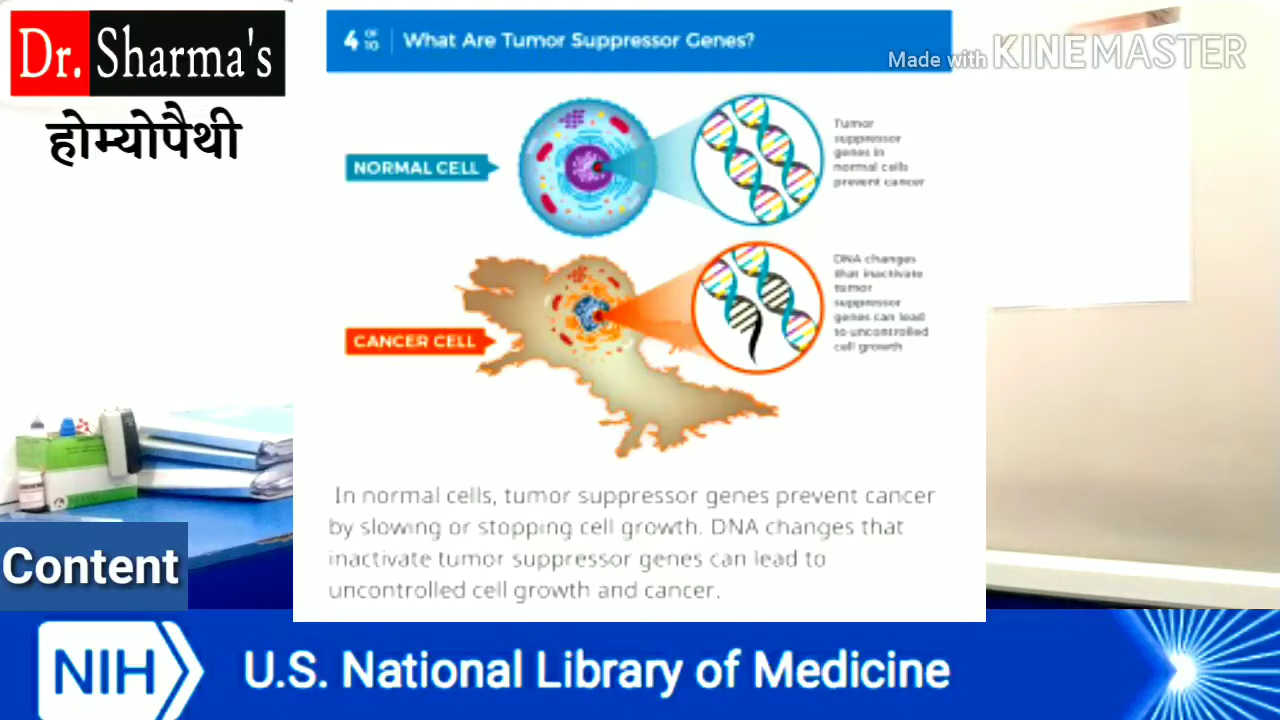 Dr. Sharma's
होम्योपैथी
4 OF 10
What Are Tumor Suppressor Genes?
Made with KINEMASTER
NORMAL CELL
Tumor
suppressor
genes in
normal cells
prevent cancer
CANCER CELL
DNA changes
that inactivate
tumor
suppressor
genes can lead
to uncontrolled
cell growth
In normal cells, tumor suppressor genes prevent cancer
by slowing or stopping cell growth. DNA changes that
inactivate tumor suppressor genes can lead to
uncontrolled cell growth and cancer.
Content
NIH
U.S. National Library of Medicine